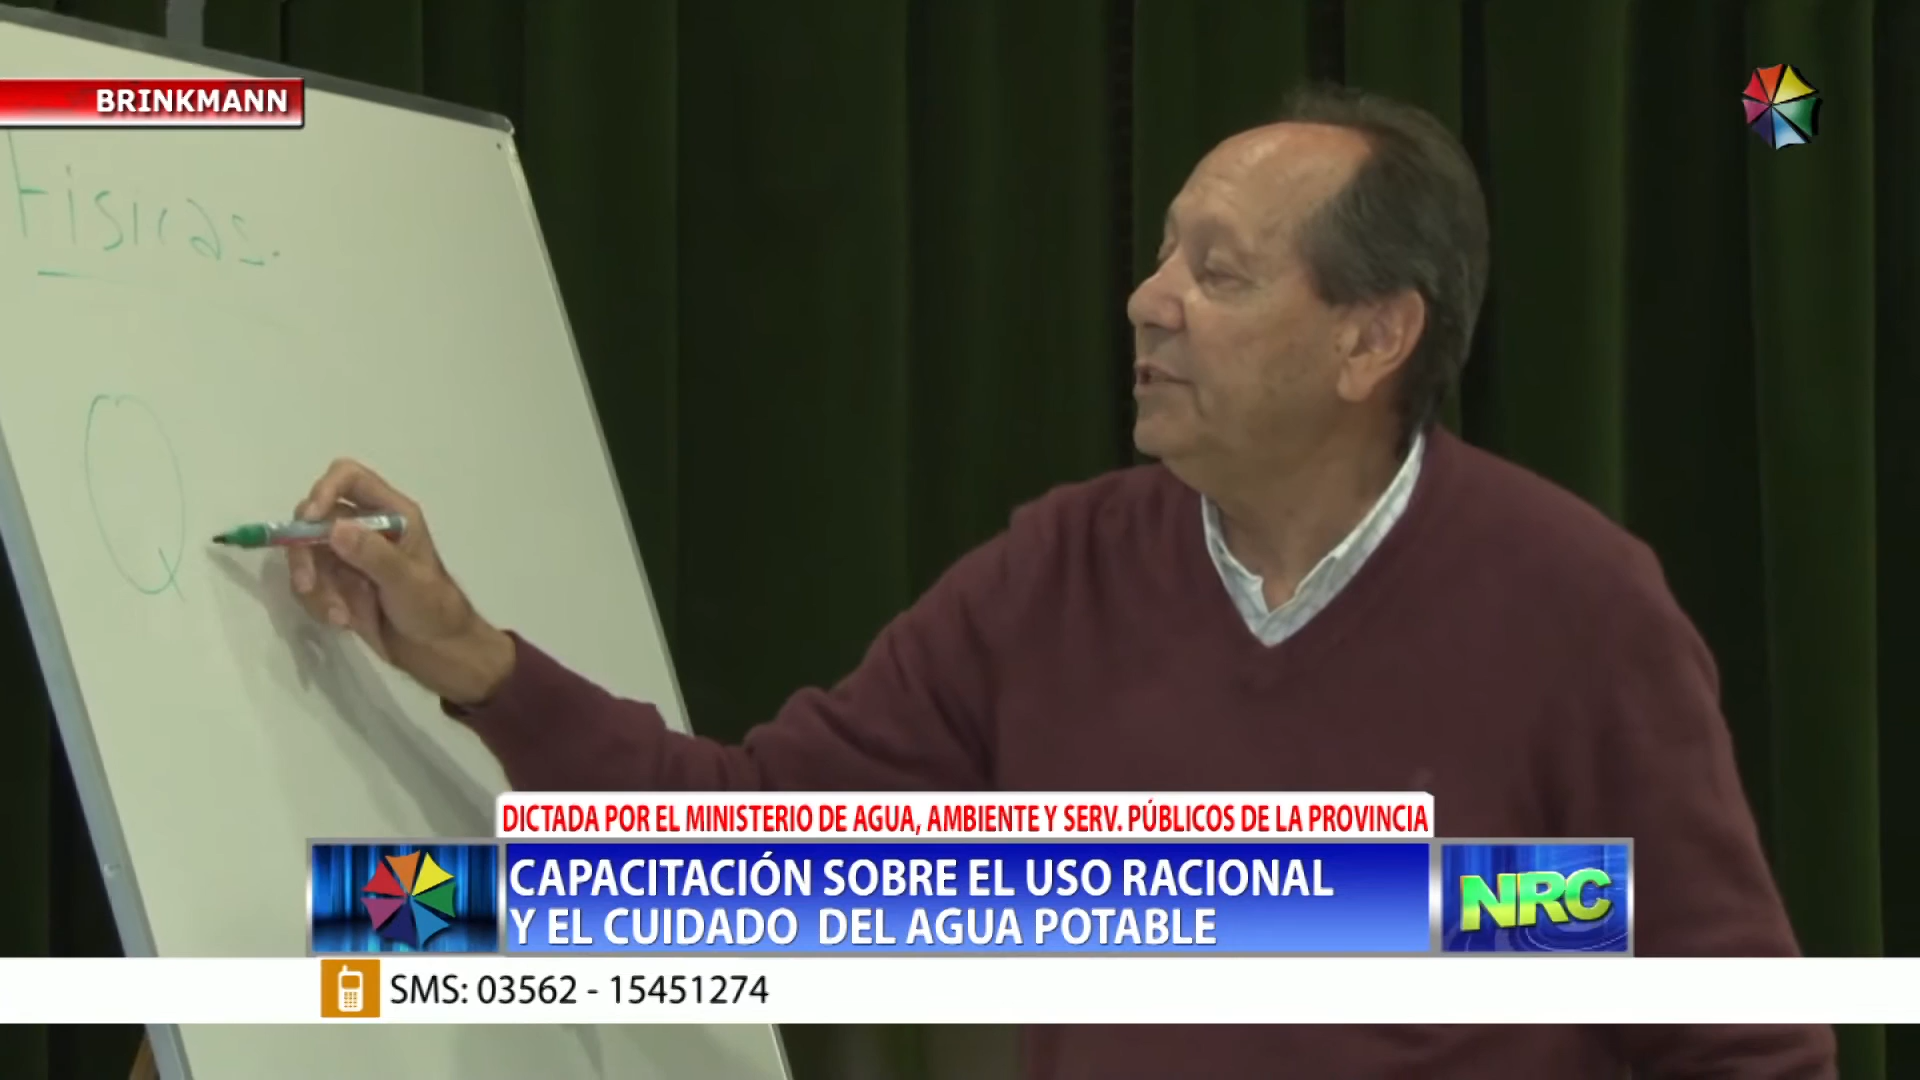 BRINKMANN
Físicas.
Q
DICTADA POR EL MINISTERIO DE AGUA, AMBIENTE Y SERV. PÚBLICOS DE LA PROVINCIA
CAPACITACIÓN SOBRE EL USO RACIONAL
Y EL CUIDADO DEL AGUA POTABLE
NRC
SMS: 03562 - 15451274